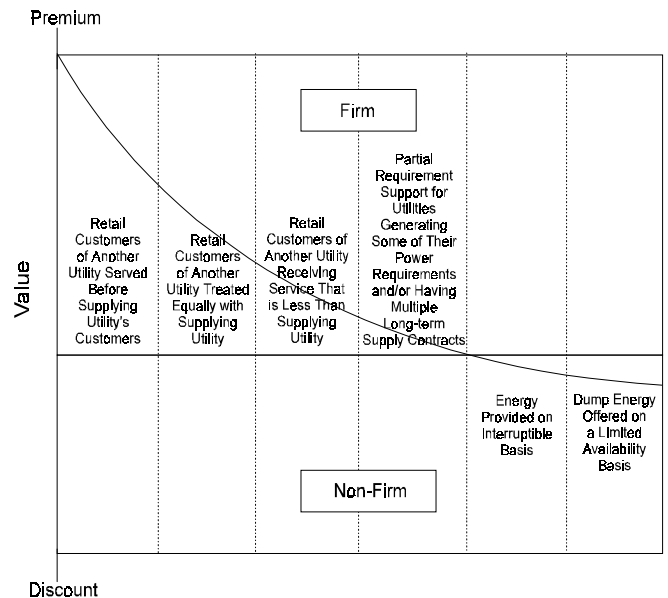 Premium
Firm
Value
Retail
Customers
of Another
Utility Served
Before
Supplying
Utility's
Customers
Retail
Customers
of Another
Utility Treated
Equally with
Supplying
Utility
Retail
Customers of
Another Utility
Receiving
Service That
is Less Than
Supplying
Utility
Partial
Requirement
Support for
Utilities
Generating
Some of Their
Power
Requirements
and/or Having
Multiple
Long-term
Supply Contracts
Energy
Provided on
Interruptible
Basis
Dump Energy
Offered on
a Limited
Availability
Basis
Non-Firm
Discount